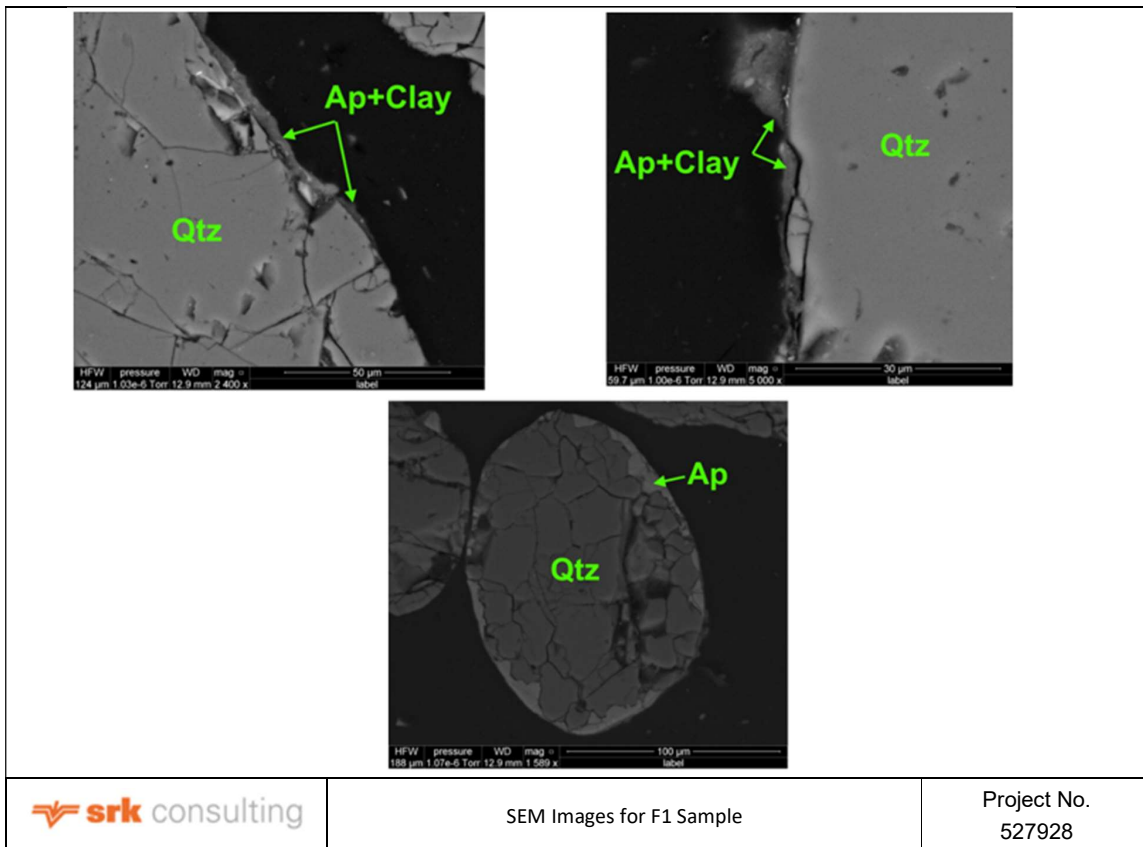 Ap+Clay
Qtz
HFW pressure WD mag 50 µm
124 µm 1.03e-6 Torr 12.9 mm 2 400 x label
Ap+Clay
Qtz
HFW pressure WD mag 30 µm
59.7 µm 1.00e-6 Torr 12.9 mm 5 000 x label
Ap
Qtz
HFW pressure WD mag 100 µm
188 µm 1.07e-6 Torr 12.9 mm 1 589 x label
srk consulting
SEM Images for F1 Sample
Project No.
527928